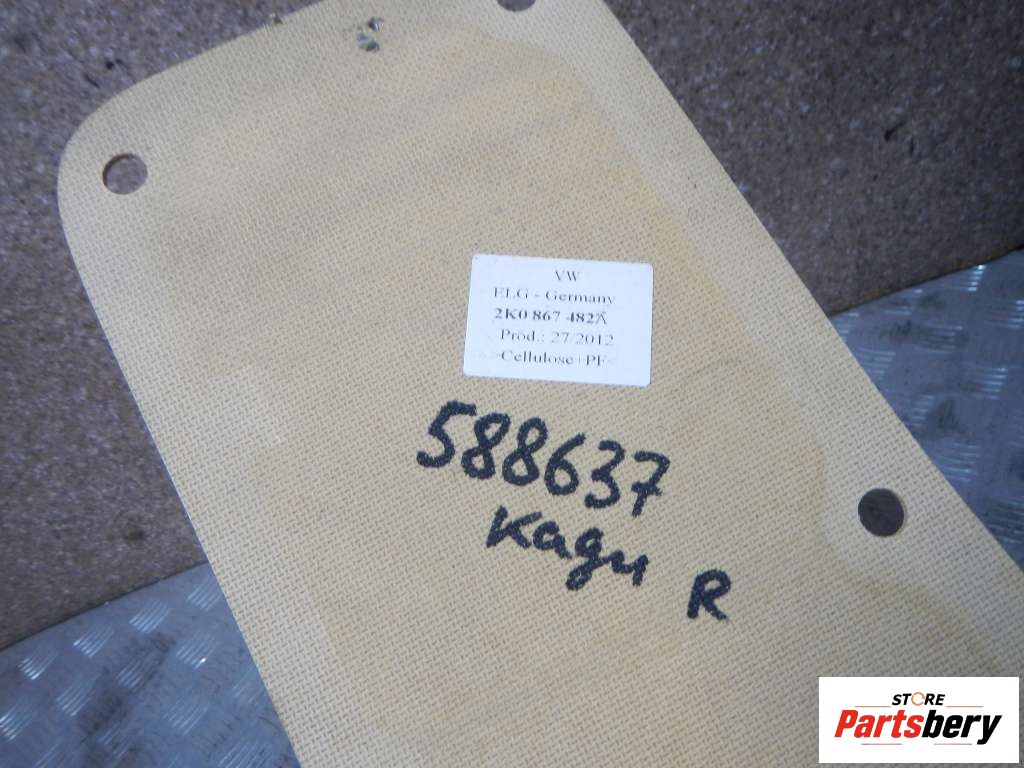 VW
ELG - Germany
2K0 867 482A
Prod.: 27/2012
>Cellulose+PF<
588637
Кади R
STORE
Partsbery